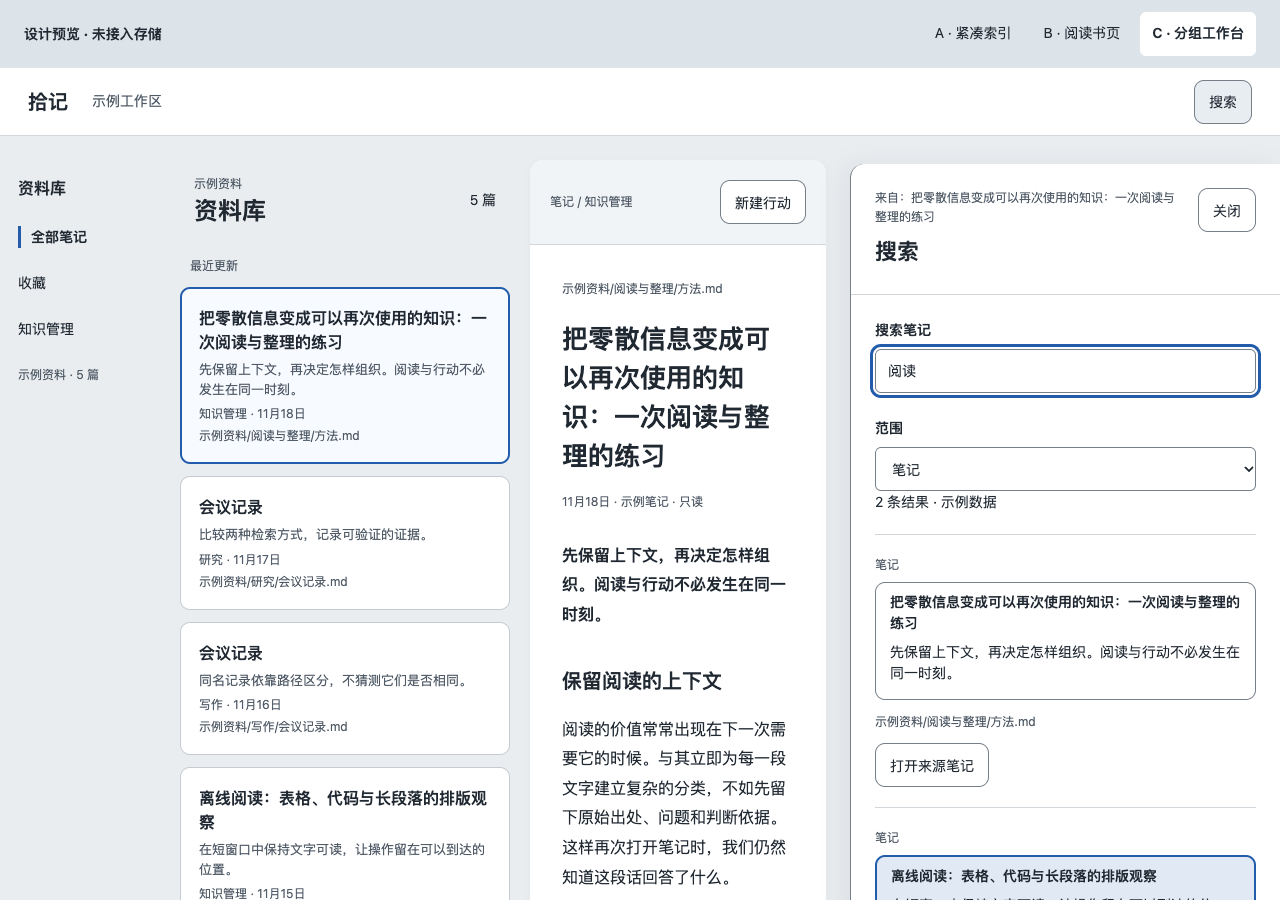 设计预览 · 未接入存储
A · 紧凑索引
B · 阅读书页
C · 分组工作台
拾记
示例工作区
搜索
资料库
全部笔记
收藏
知识管理
示例资料 · 5 篇
示例资料
资料库
5 篇
最近更新
把零散信息变成可以再次使用的知识：一
次阅读与整理的练习
先保留上下文，再决定怎样组织。阅读与行动不必
发生在同一时刻。
知识管理 · 11月18日
示例资料/阅读与整理/方法.md
会议记录
比较两种检索方式，记录可验证的证据。
研究 · 11月17日
示例资料/研究/会议记录.md
会议记录
同名记录依靠路径区分，不猜测它们是否相同。
写作 · 11月16日
示例资料/写作/会议记录.md
离线阅读：表格、代码与长段落的排版观
察
在短窗口中保持文字可读，让操作留在可以到达的
位置。
知识管理 · 11月15日
笔记 / 知识管理
新建行动
示例资料/阅读与整理/方法.md
把零散信息变成可
以再次使用的知
识：一次阅读与整
理的练习
11月18日 · 示例笔记 · 只读
先保留上下文，再决定怎样组
织。阅读与行动不必发生在同一
时刻。
保留阅读的上下文
阅读的价值常常出现在下一次需
要它的时候。与其立即为每一段
文字建立复杂的分类，不如先留
下原始出处、问题和判断依据。
这样再次打开笔记时，我们仍然
知道这段话回答了什么。
来自：把零散信息变成可以再次使用的知识：一次阅读与
整理的练习
搜索
关闭
搜索笔记
阅读
范围
笔记
2 条结果 · 示例数据
笔记
把零散信息变成可以再次使用的知识：一次阅读与整理的
练习
先保留上下文，再决定怎样组织。阅读与行动不必发生在
同一时刻。
示例资料/阅读与整理/方法.md
打开来源笔记
笔记
离线阅读：表格、代码与长段落的排版观察